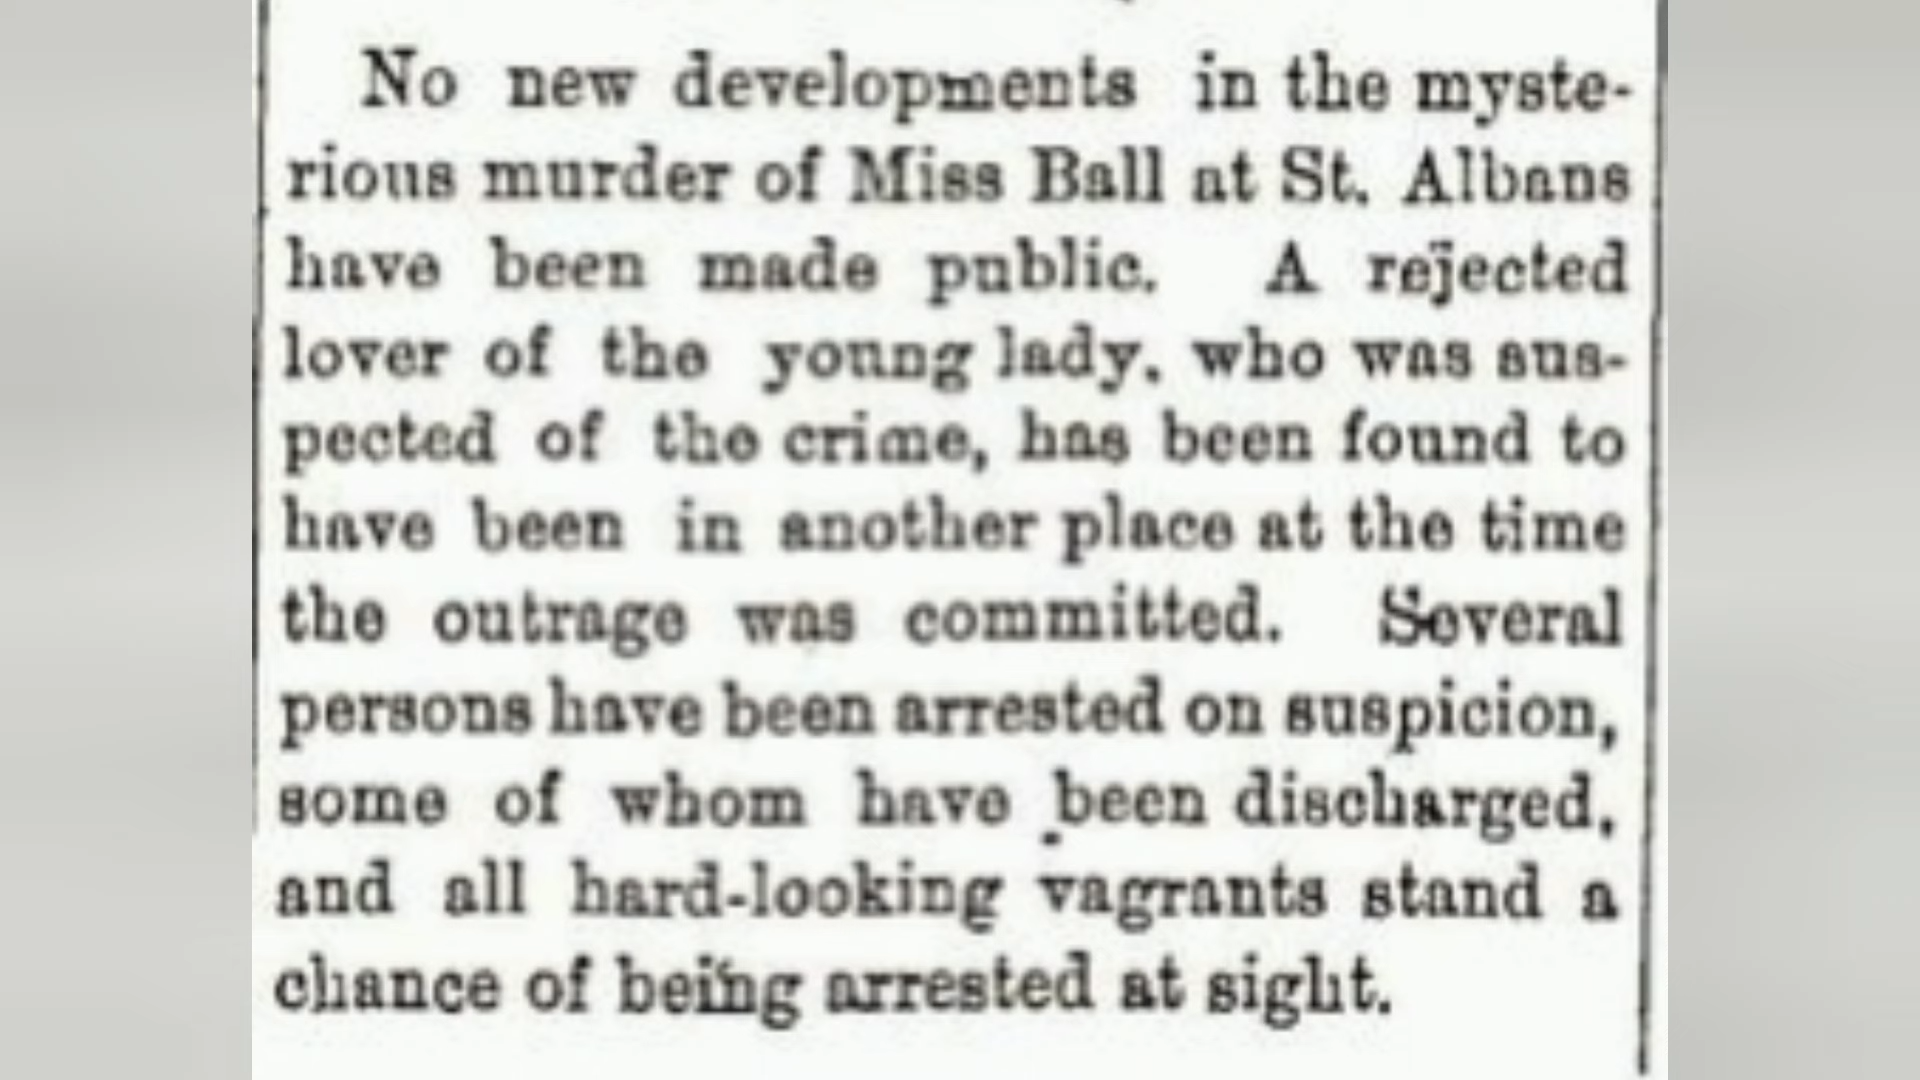 No new developments in the myste-
rious murder of Miss Ball at St. Albans
have been made public. A rejected
lover of the young lady, who was sus-
pected of the crime, has been found to
have been in another place at the time
the outrage was committed. Several
persons have been arrested on suspicion,
some of whom have been discharged,
and all hard-looking vagrants stand a
chance of being arrested at sight.